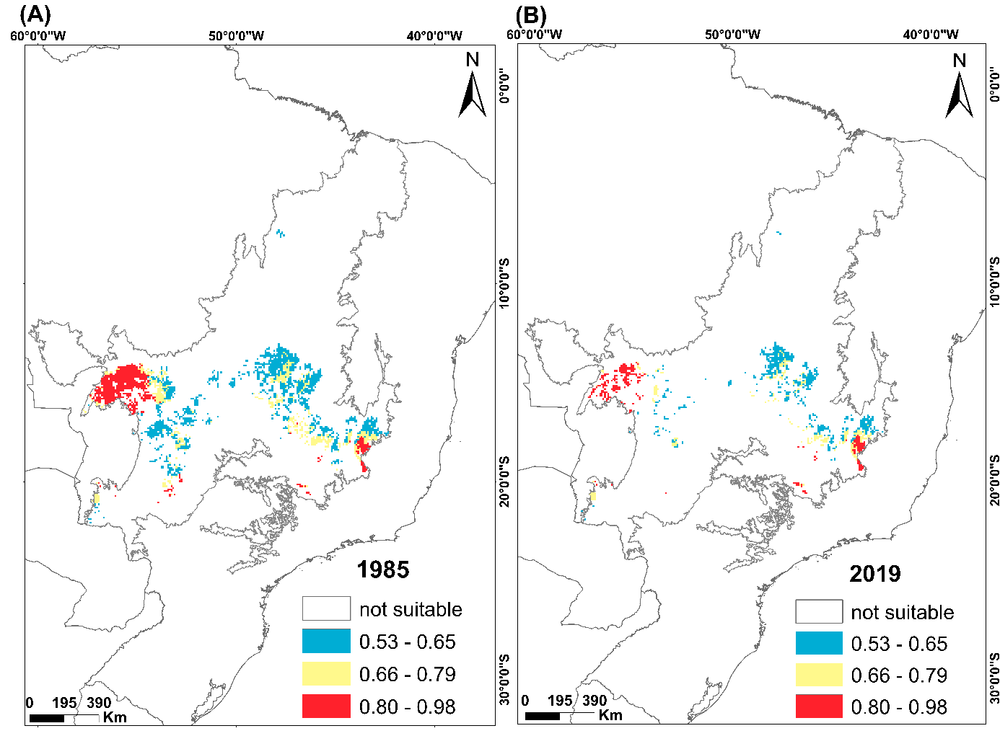 (A)
60°0'0"W 50°0'0"W 40°0'0"W
N
0°0'0"
10°0'0"S
20°0'0"S
30°0'0"S
1985
not suitable
0.53 - 0.65
0.66 - 0.79
0.80 - 0.98
0 195 390
Km
(B)
60°0'0"W 50°0'0"W 40°0'0"W
N
0°0'0"
10°0'0"S
20°0'0"S
30°0'0"S
2019
not suitable
0.53 - 0.65
0.66 - 0.79
0.80 - 0.98
0 195 390
Km